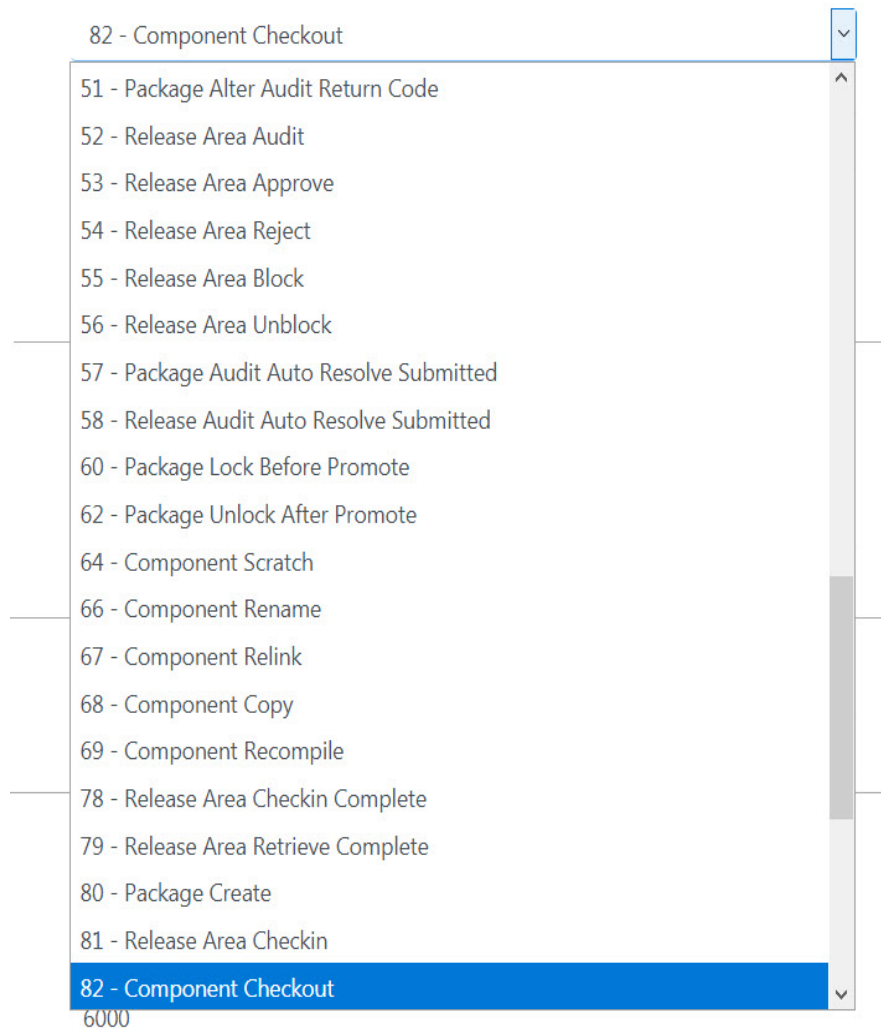 82 - Component Checkout
51 - Package Alter Audit Return Code
52 - Release Area Audit
53 - Release Area Approve
54 - Release Area Reject
55 - Release Area Block
56 - Release Area Unblock
57 - Package Audit Auto Resolve Submitted
58 - Release Audit Auto Resolve Submitted
60 - Package Lock Before Promote
62 - Package Unlock After Promote
64 - Component Scratch
66 - Component Rename
67 - Component Relink
68 - Component Copy
69 - Component Recompile
78 - Release Area Checkin Complete
79 - Release Area Retrieve Complete
80 - Package Create
81 - Release Area Checkin
82 - Component Checkout
6000